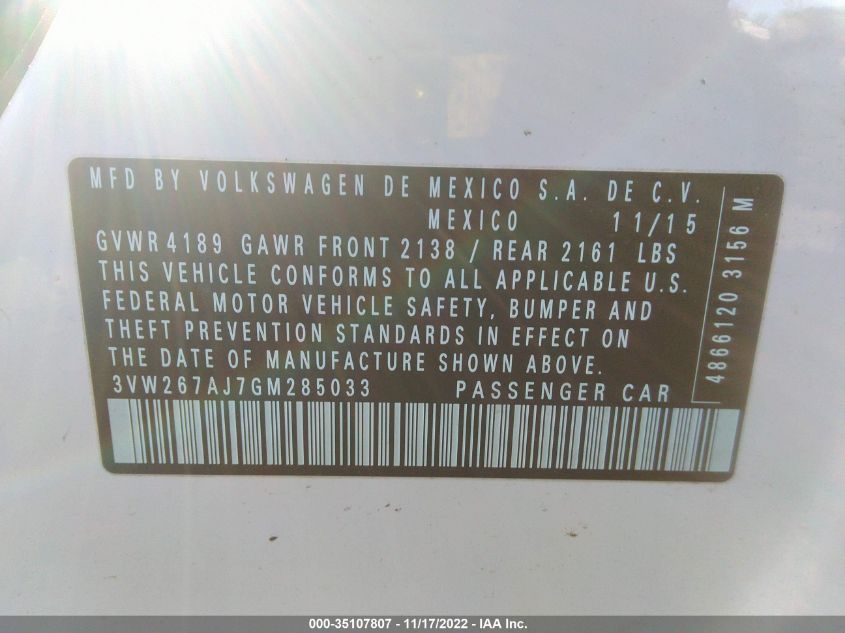 MFD BY VOLKSWAGEN DE MEXICO S.A. DE C.V.
MEXICO 11/15
GVWR 4189 GAWR FRONT 2138 / REAR 2161 LBS
THIS VEHICLE CONFORMS TO ALL APPLICABLE U.S.
FEDERAL MOTOR VEHICLE SAFETY, BUMPER AND
THEFT PREVENTION STANDARDS IN EFFECT ON
THE DATE OF MANUFACTURE SHOWN ABOVE.
3VW267AJ7GM285033 PASSENGER CAR
4866120 3156 M
000-35107807 - 11/17/2022 - IAA Inc.